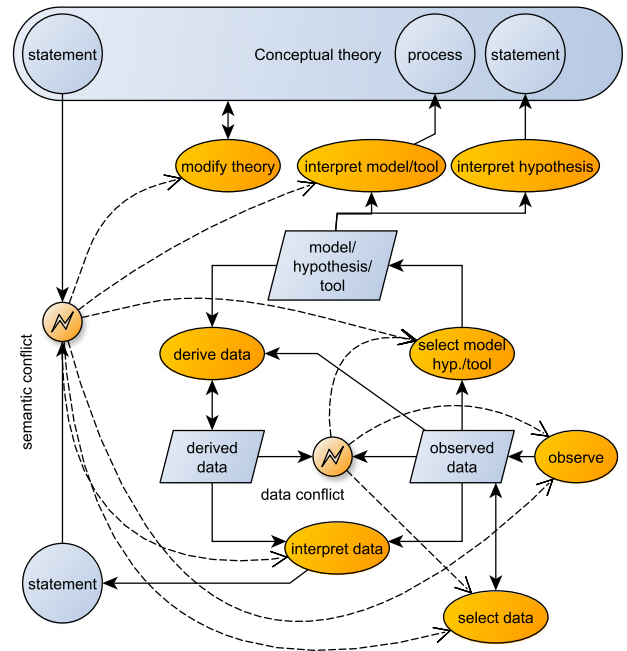 statement
Conceptual theory
process
statement
modify theory
interpret model/tool
interpret hypothesis
model/
hypothesis/
tool
semantic conflict
derive data
select model
hyp./tool
derived
data
data conflict
observed
data
observe
interpret data
statement
select data